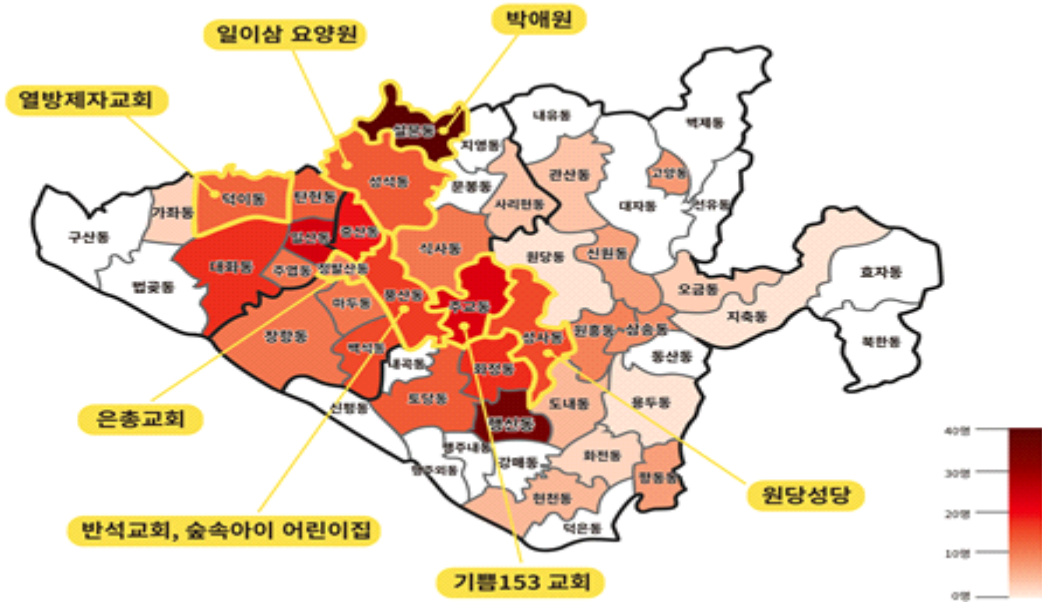 박애원
일이삼 요양원
열방제자교회
설문동
내유동
벽제동
지영동
성석동
문봉동
관산동
고양동
덕이동
탄현동
사리현동
대자동
선유동
가좌동
구산동
일산동
중산동
식사동
원당동
신원동
대화동
주엽동
정발산동
효자동
법곶동
풍산동
주교동
오금동
마두동
지축동
장항동
성사동
원흥동
삼송동
북한동
백석동
내곡동
화정동
동산동
신평동
토당동
도내동
용두동
행신동
은총교회
행주내동
강매동
화전동
행주외동
향동동
현천동
원당성당
덕은동
반석교회, 숲속아이 어린이집
기쁨153 교회
40명
30명
20명
10명
0명